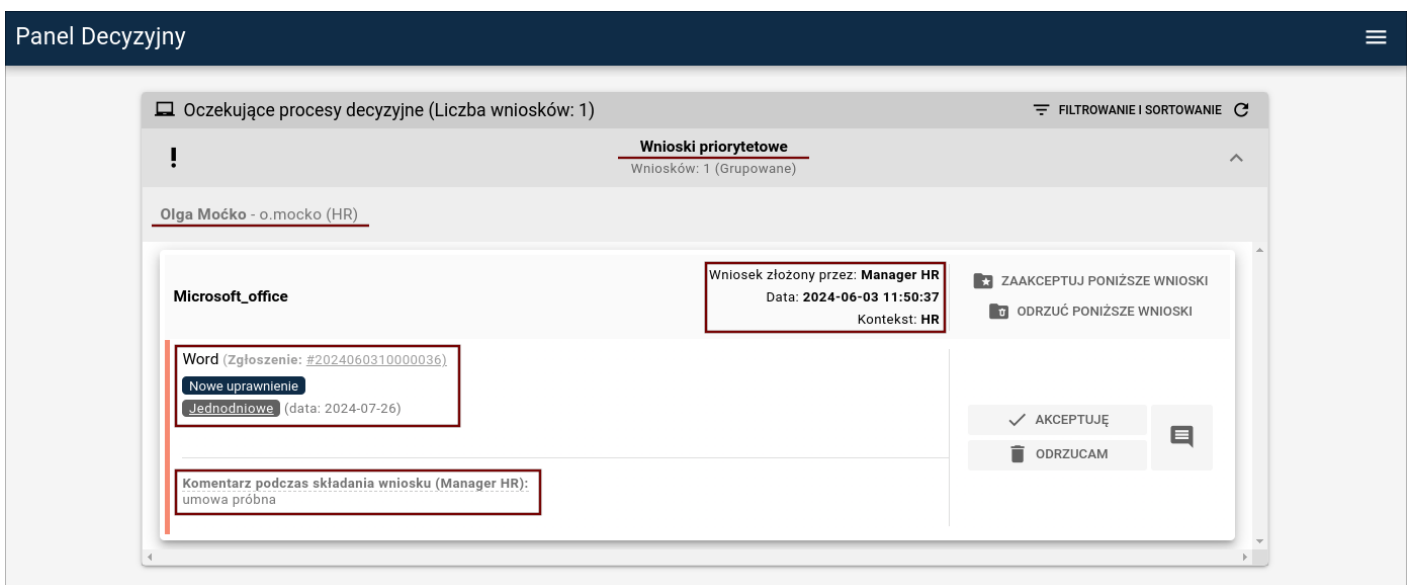 Panel Decyzyjny
Oczekujące procesy decyzyjne (Liczba wniosków: 1)
FILTROWANIE I SORTOWANIE
Wnioski priorytetowe
Wniosków: 1 (Grupowane)
Olga Moćko - o.mocko (HR)
Microsoft_office
Wniosek złożony przez: Manager HR
Data: 2024-06-03 11:50:37
Kontekst: HR
ZAAKCEPTUJ PONIŻSZE WNIOSKI
ODRZUĆ PONIŻSZE WNIOSKI
Word (Zgłoszenie: #2024060310000036)
Nowe uprawnienie
Jednodniowe (data: 2024-07-26)
AKCEPTUJĘ
ODRZUCAM
Komentarz podczas składania wniosku (Manager HR):
umowa próbna